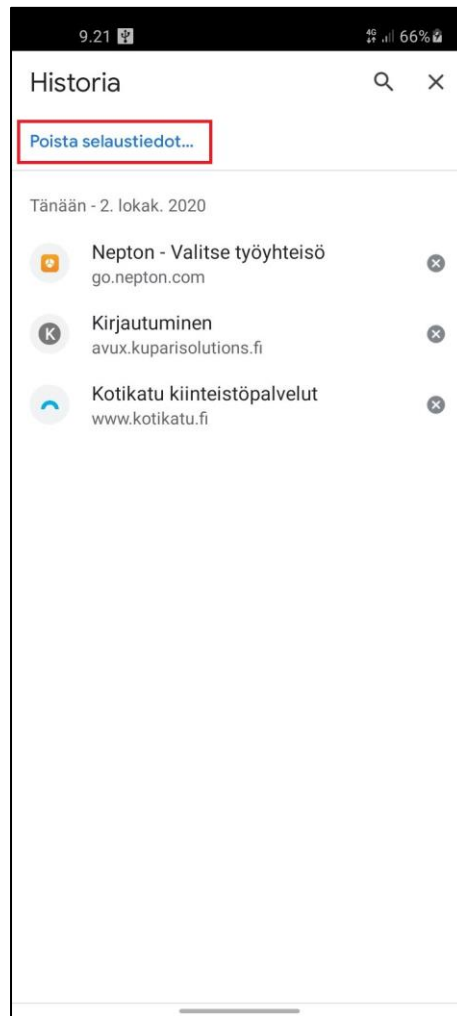 9.21 4G 66%
Historia
Poista selaustiedot...
Tänään - 2. lokak. 2020
Nepton - Valitse työyhteisö
go.nepton.com
K
Kirjautuminen
avux.kuparisolutions.fi
Kotikatu kiinteistöpalvelut
www.kotikatu.fi